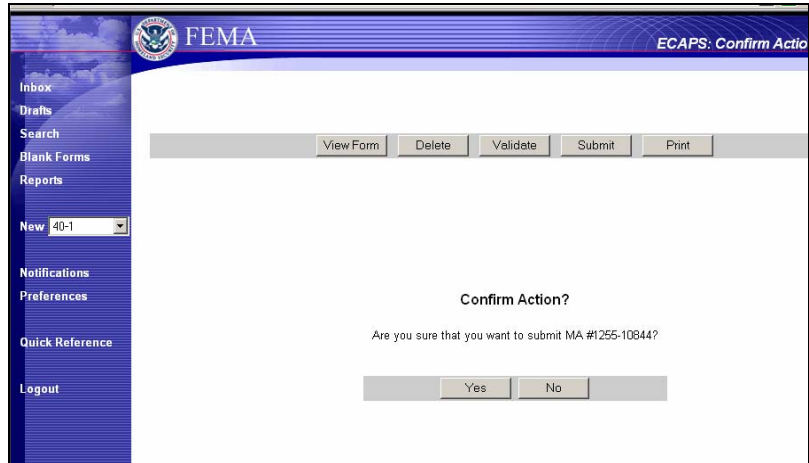 FEMA
ECAPS: Confirm Actio
Inbox
Drafts
Search
Blank Forms
Reports
New 40-1
Notifications
Preferences
Quick Reference
Logout
View Form Delete Validate Submit Print
Confirm Action?
Are you sure that you want to submit MA #1255-10844?
Yes No